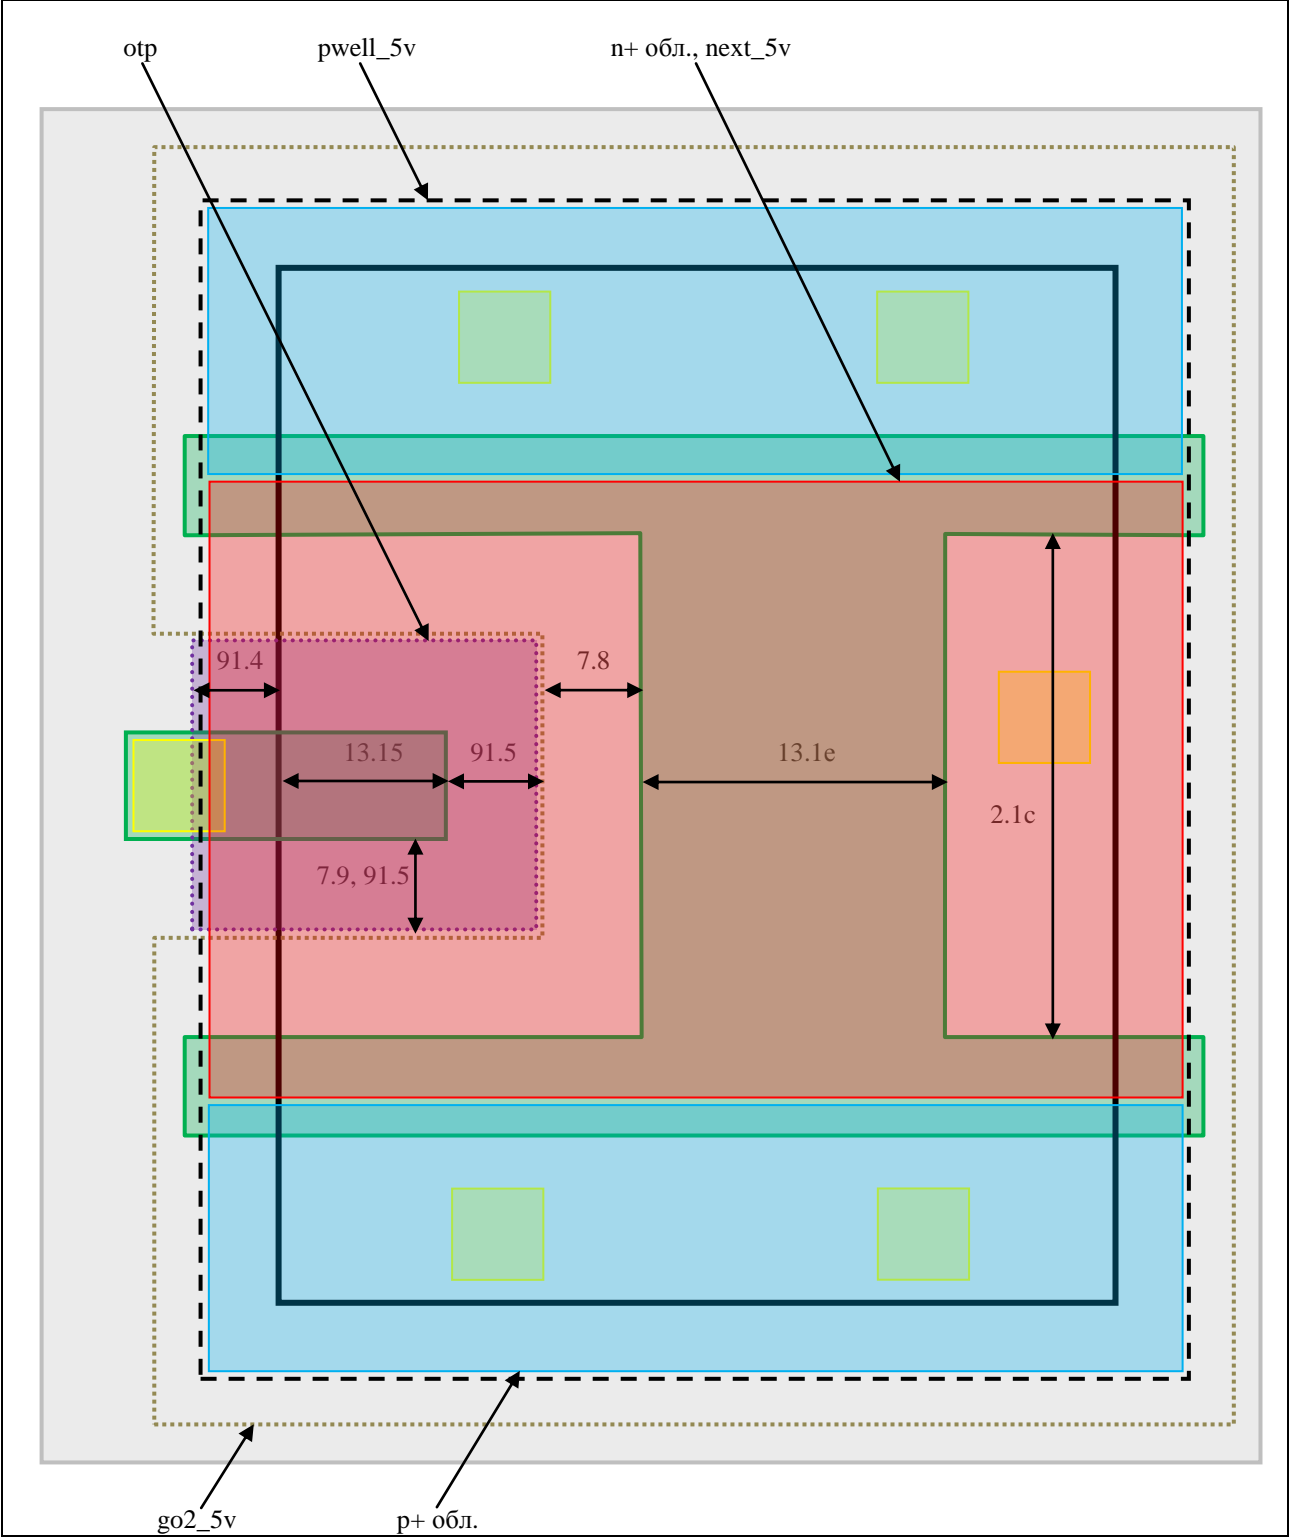 otp
pwell_5v
n+ обл., next_5v
91.4
7.8
13.15
91.5
13.1e
2.1c
7.9, 91.5
go2_5v
p+ обл.